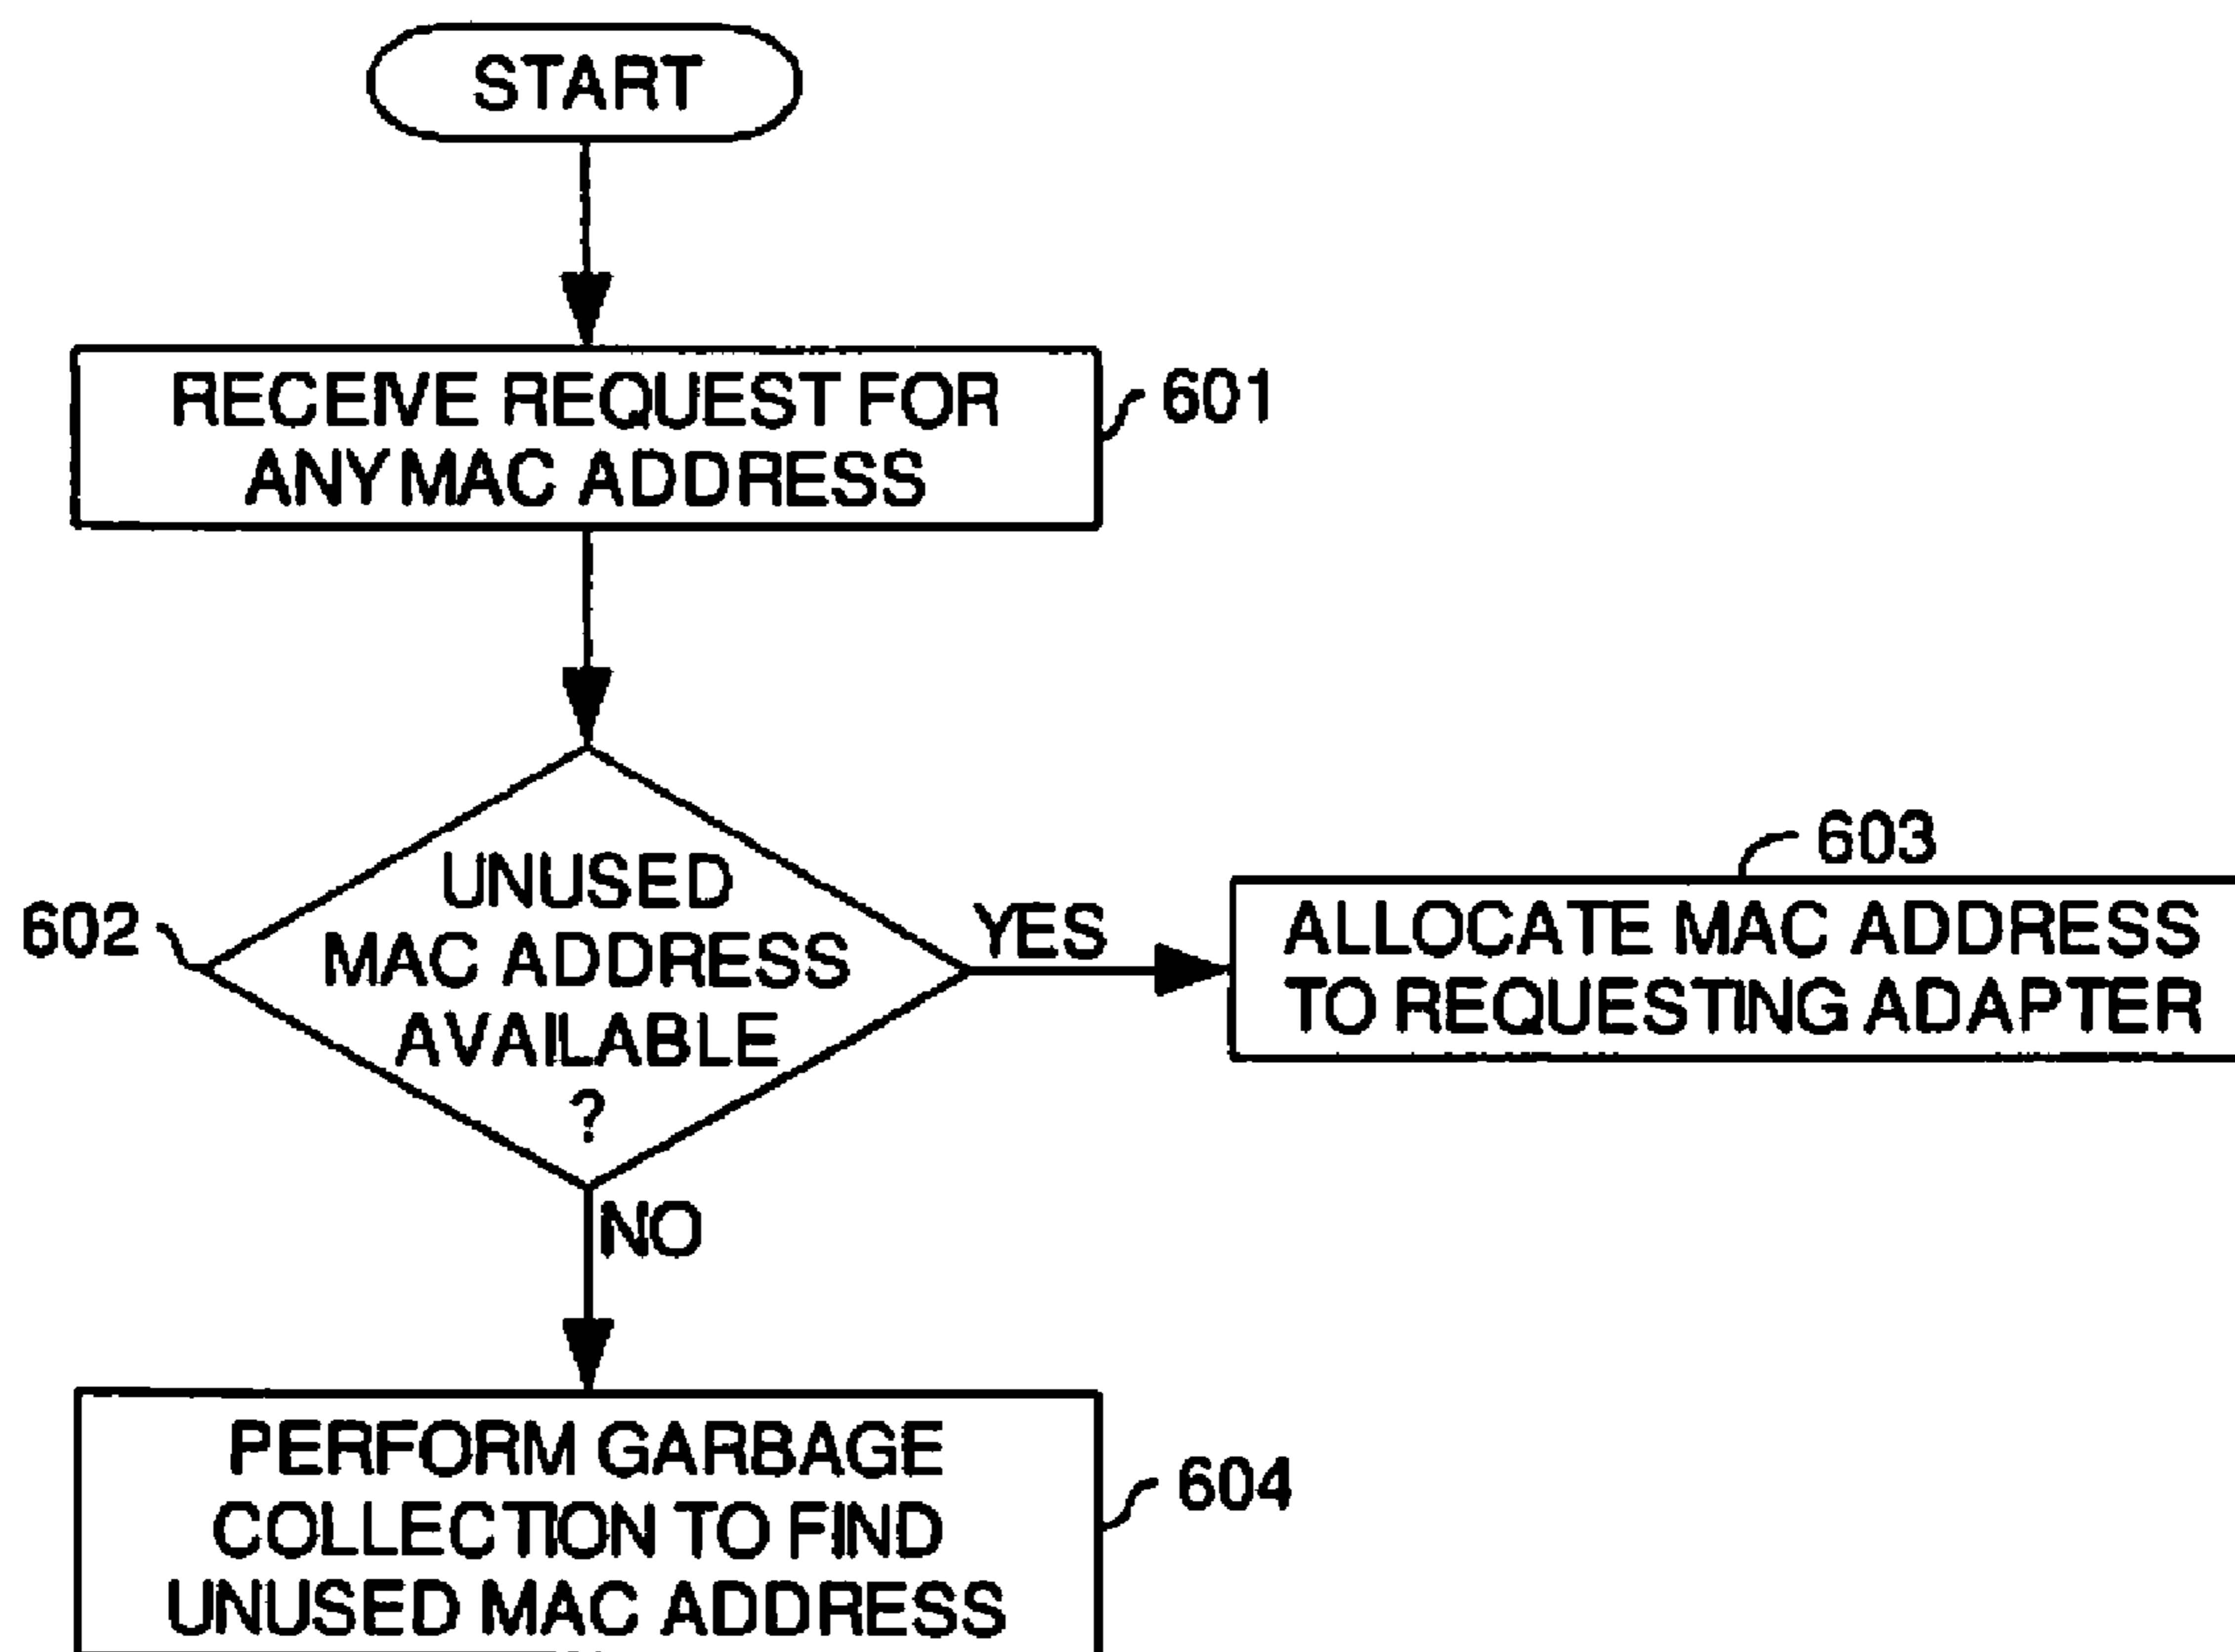 START
RECEIVE REQUEST FOR
ANY MAC ADDRESS
601
UNUSED
MAC ADDRESS
AVAILABLE
?
602
YES
603
ALLOCATE MAC ADDRESS
TO REQUESTING ADAPTER
NO
PERFORM GARBAGE
COLLECTION TO FIND
UNUSED MAC ADDRESS
604